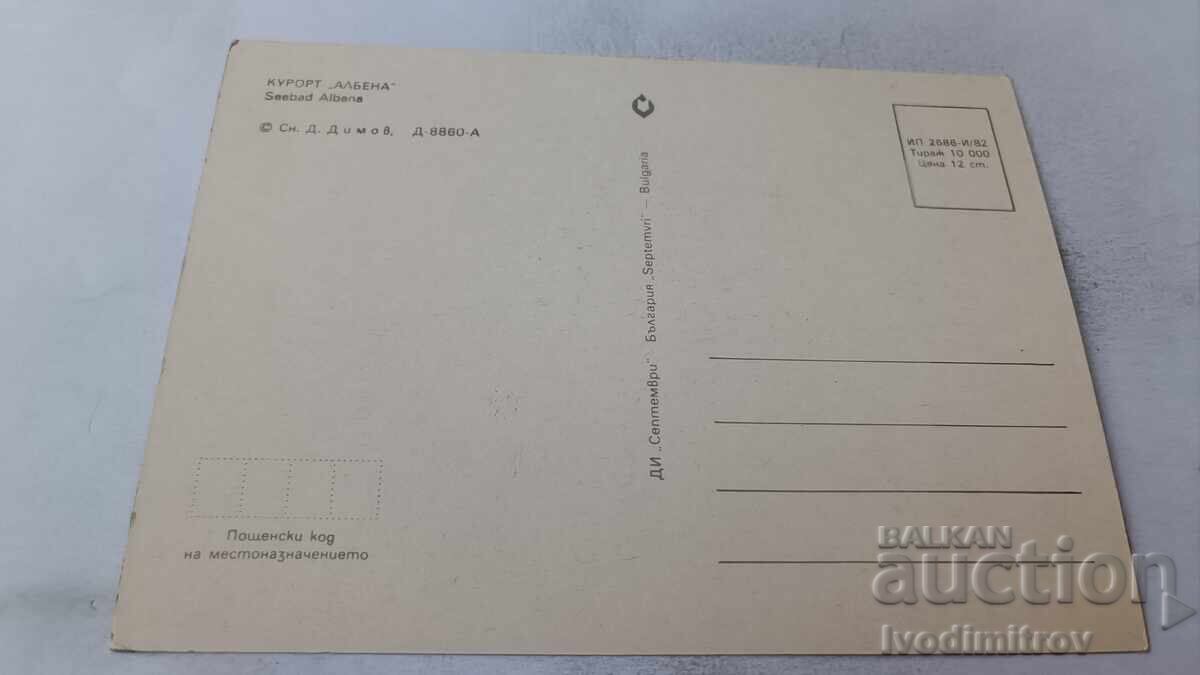 КУРОРТ „АЛБЕНА"
Seebad Albena
© Сн. Д. Димов, Д-8860-А
ИП 2686-И/82
Тираж 10 000
Цена 12 ст.
ДИ „Септември" България „Septemvri" — Bulgaria
Пощенски код
на местоназначението
BALKAN
auction
Ivodimitrov